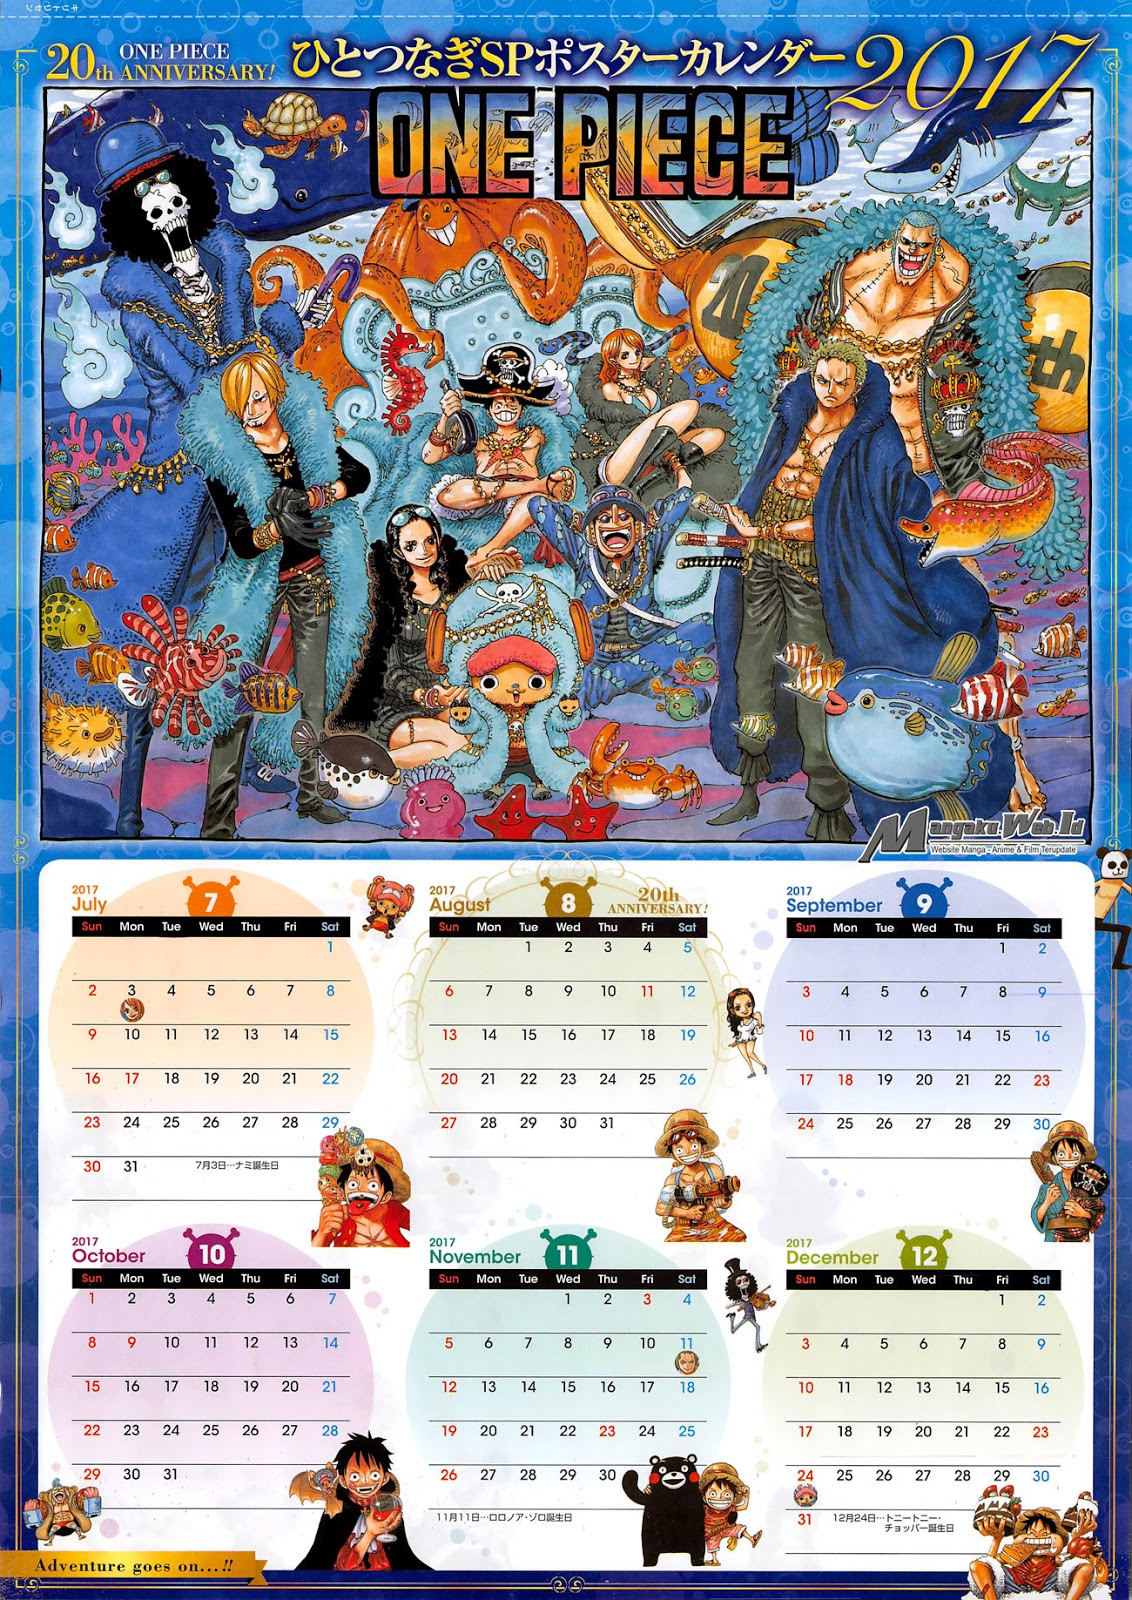 キリトリセン
20th ONE PIECE ANNIVERSARY! ひとつなぎSPポスターカレンダー 2017
ONE PIECE
20th
ONE PIECE
Mangaku Web.Id
Website Manga - Anime & Film Terupdate
2017
July 7
Sun Mon Tue Wed Thu Fri Sat
1
2 3 4 5 6 7 8
9 10 11 12 13 14 15
16 17 18 19 20 21 22
23 24 25 26 27 28 29
30 31 7月3日…ナミ誕生日
2017
August 8 20th ANNIVERSARY!
Sun Mon Tue Wed Thu Fri Sat
1 2 3 4 5
6 7 8 9 10 11 12
13 14 15 16 17 18 19
20 21 22 23 24 25 26
27 28 29 30 31
2017
September 9
Sun Mon Tue Wed Thu Fri Sat
1 2
3 4 5 6 7 8 9
10 11 12 13 14 15 16
17 18 19 20 21 22 23
24 25 26 27 28 29 30
2017
October 10
Sun Mon Tue Wed Thu Fri Sat
1 2 3 4 5 6 7
8 9 10 11 12 13 14
15 16 17 18 19 20 21
22 23 24 25 26 27 28
29 30 31
2017
November 11
Sun Mon Tue Wed Thu Fri Sat
1 2 3 4
5 6 7 8 9 10 11
12 13 14 15 16 17 18
19 20 21 22 23 24 25
26 27 28 29 30
11月11日…ロロノア・ゾロ誕生日
2017
December 12
Sun Mon Tue Wed Thu Fri Sat
1 2
3 4 5 6 7 8 9
10 11 12 13 14 15 16
17 18 19 20 21 22 23
24 25 26 27 28 29 30
31 12月24日…トニートニー・
チョッパー誕生日
Adventure goes on...!!